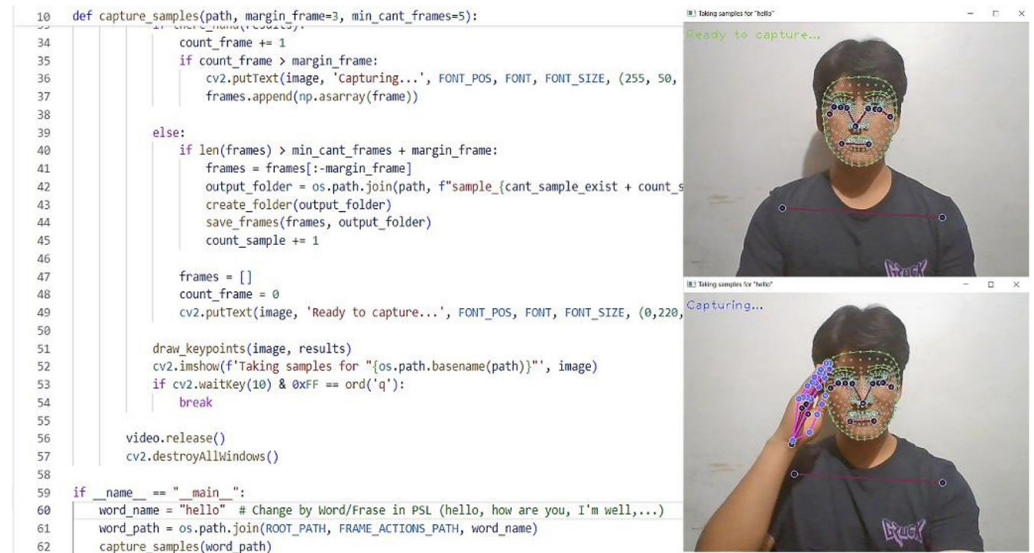 10 def capture_samples(path, margin_frame=3, min_cant_frames=5):
34 count_frame += 1
35 if count_frame > margin_frame:
36 cv2.putText(image, 'Capturing...', FONT_POS, FONT, FONT_SIZE, (255, 50,
37 frames.append(np.asarray(frame))
38
39 else:
40 if len(frames) > min_cant_frames + margin_frame:
41 frames = frames[:-margin_frame]
42 output_folder = os.path.join(path, f"sample_{cant_sample_exist + count_s
43 create_folder(output_folder)
44 save_frames(frames, output_folder)
45 count_sample += 1
46
47 frames = []
48 count_frame = 0
49 cv2.putText(image, 'Ready to capture...', FONT_POS, FONT, FONT_SIZE, (0,220,
50
51 draw_keypoints(image, results)
52 cv2.imshow(f'Taking samples for "{os.path.basename(path)}"', image)
53 if cv2.waitKey(10) & 0xFF == ord('q'):
54 break
55
56 video.release()
57 cv2.destroyAllWindows()
58
59 if __name__ == "__main__":
60 word_name = "hello" # Change by Word/Frase in PSL (hello, how are you, I'm well,...)
61 word_path = os.path.join(ROOT_PATH, FRAME_ACTIONS_PATH, word_name)
62 capture_samples(word_path)
Taking samples for "hello"
Ready to capture...
Taking samples for "hello"
Capturing...